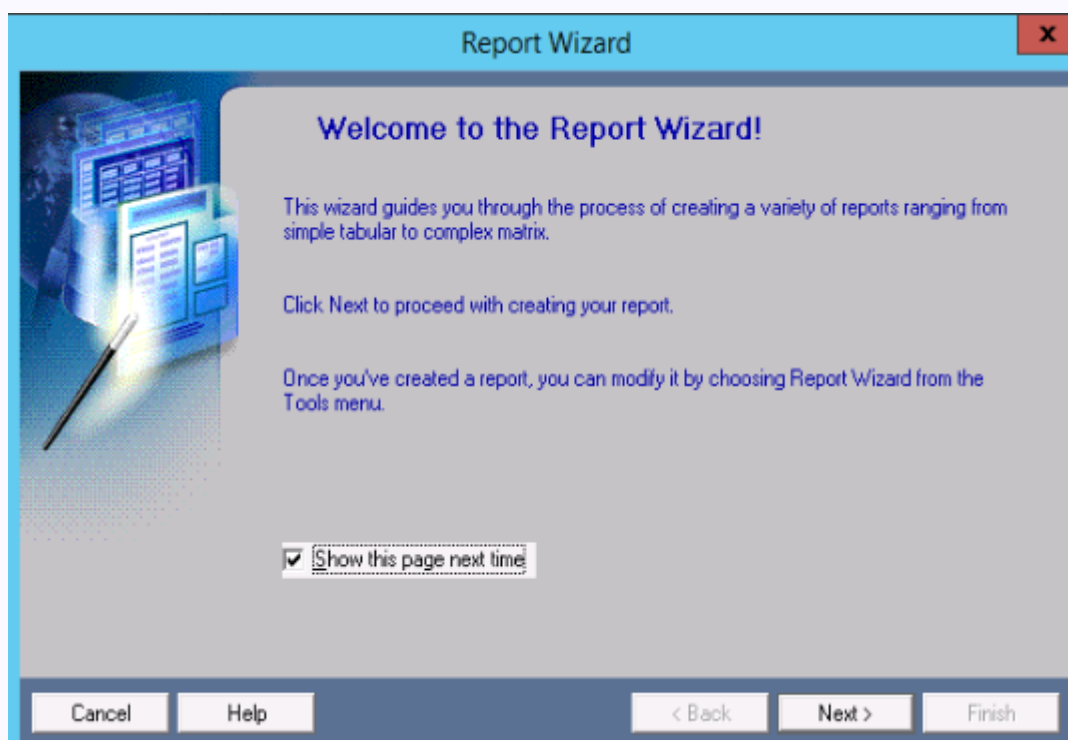 Report Wizard
x
Welcome to the Report Wizard!
This wizard guides you through the process of creating a variety of reports ranging from
simple tabular to complex matrix.
Click Next to proceed with creating your report.
Once you've created a report, you can modify it by choosing Report Wizard from the
Tools menu.
Show this page next time
Cancel Help < Back Next > Finish